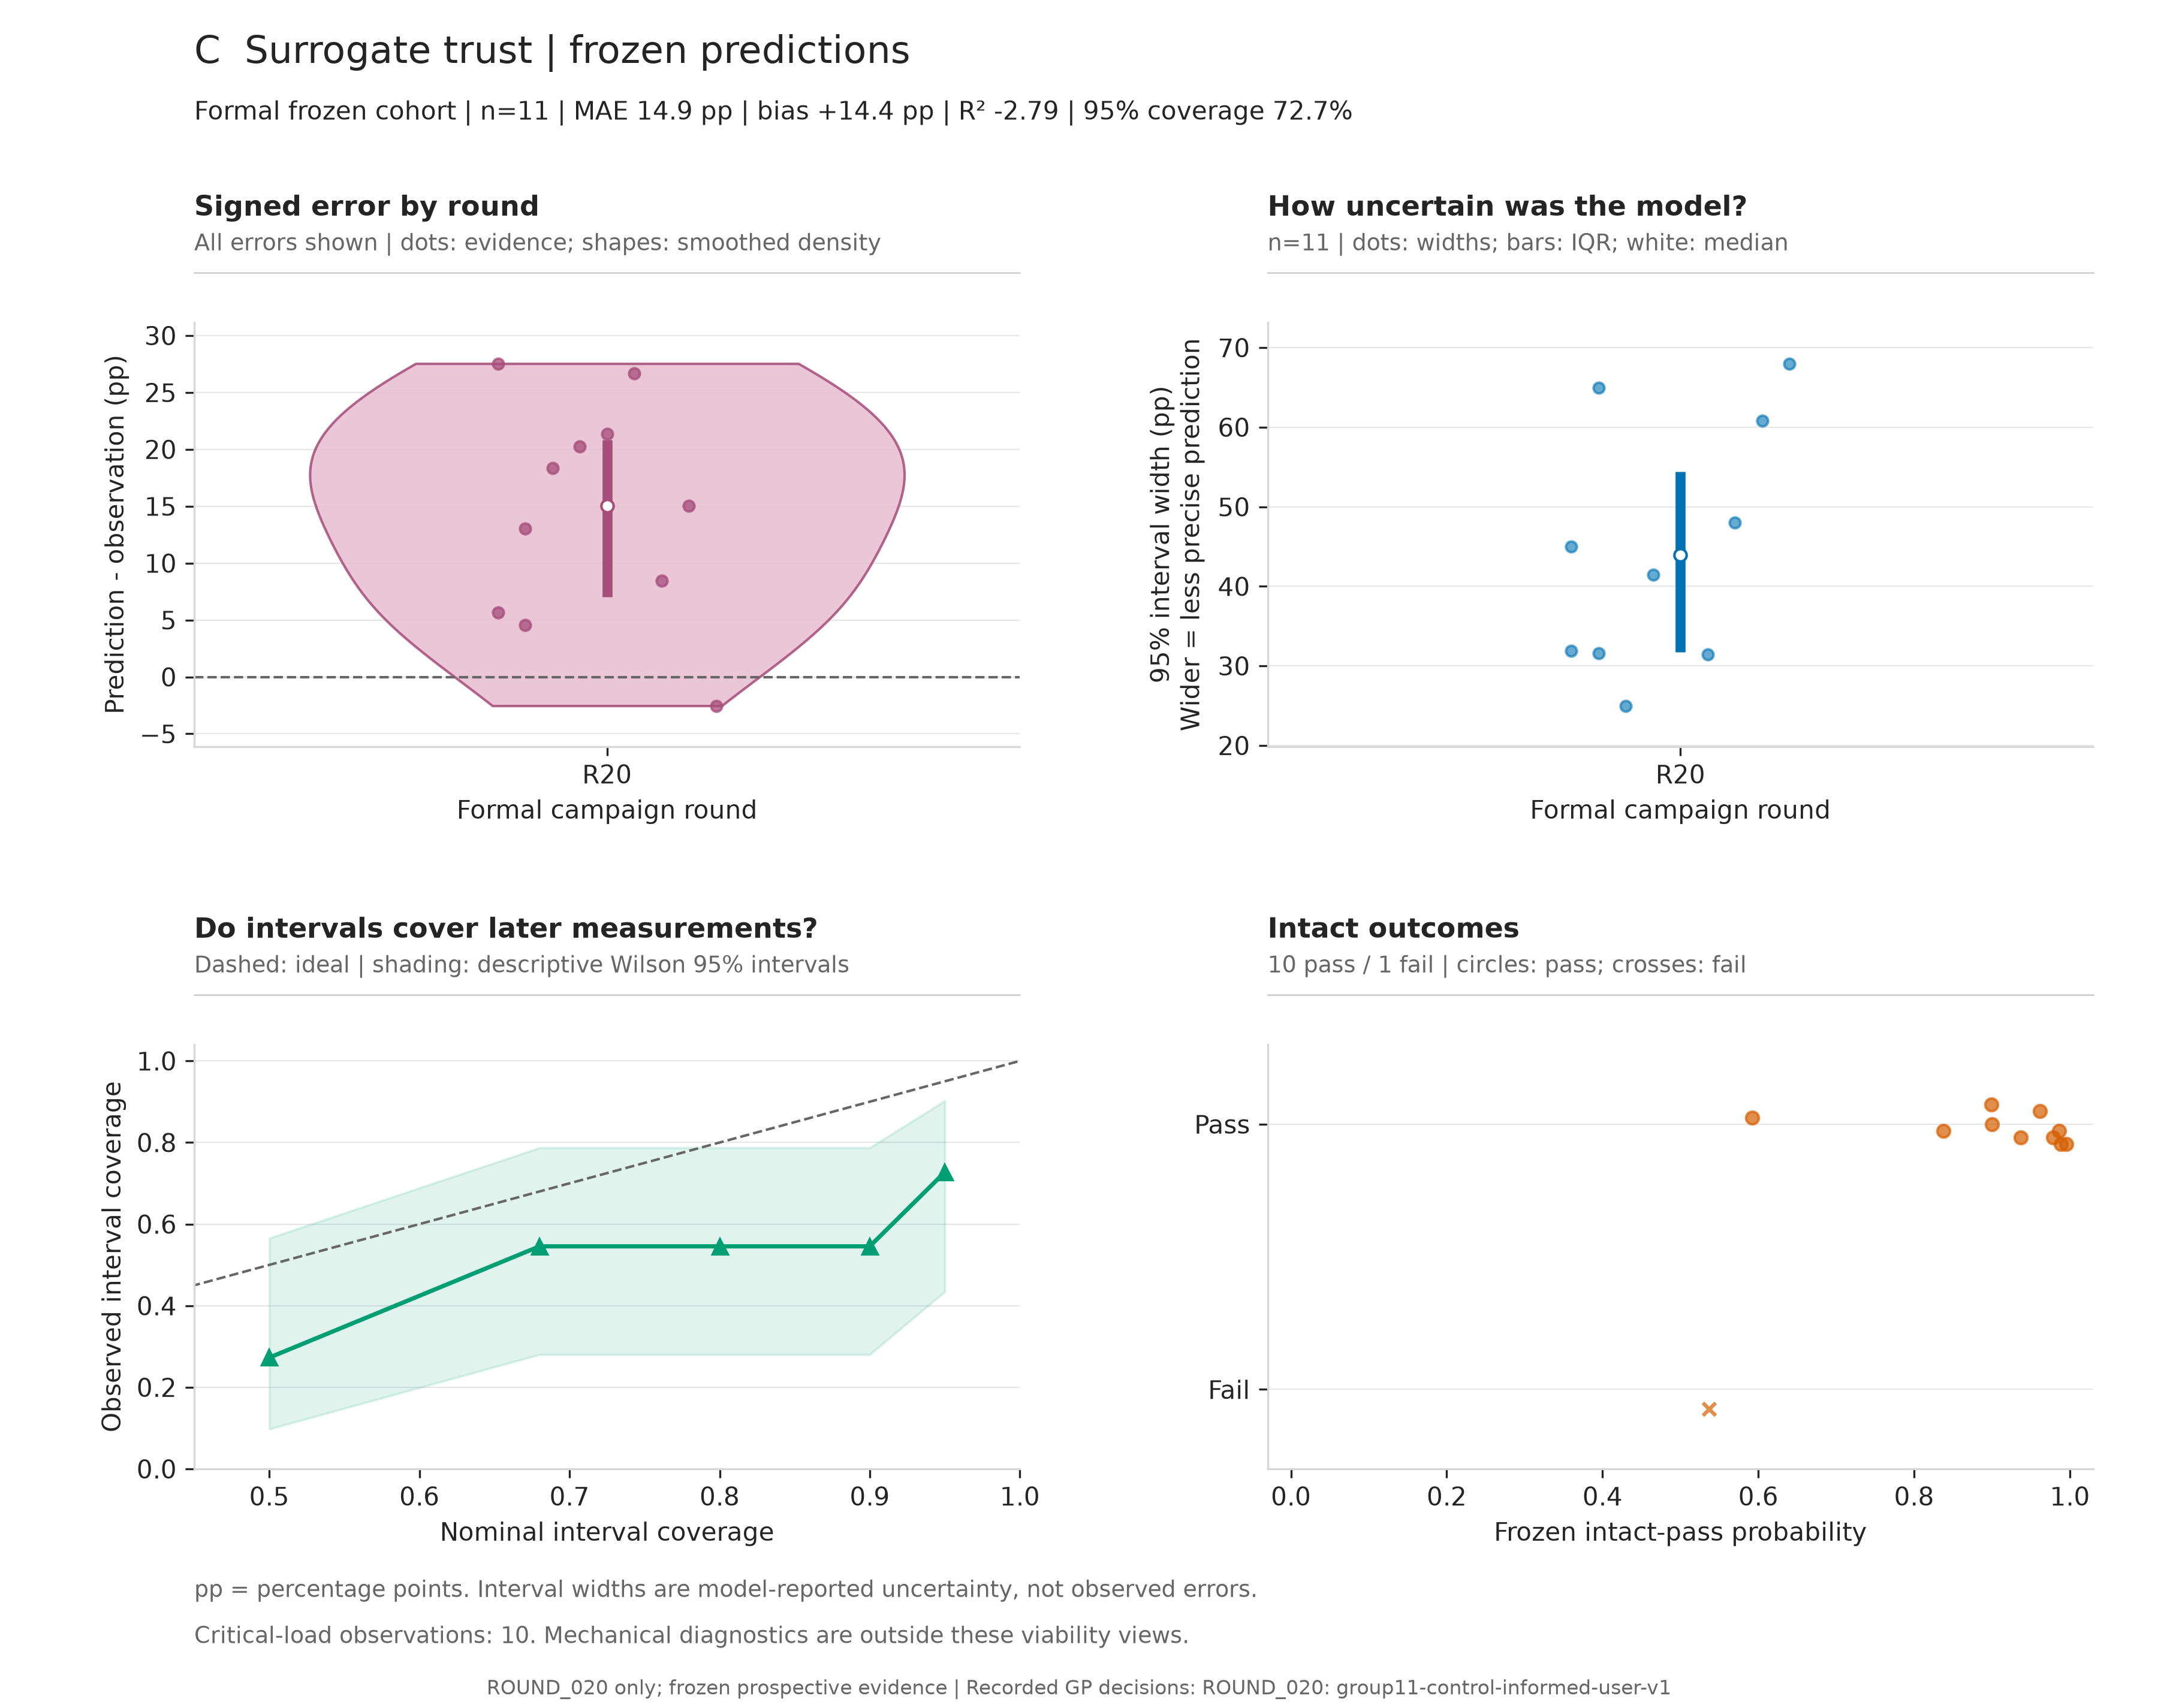 C  Surrogate trust | frozen predictions
Formal frozen cohort | n=11 | MAE 14.9 pp | bias +14.4 pp | R² -2.79 | 95% coverage 72.7%
Signed error by round
All errors shown | dots: evidence; shapes: smoothed density
30
25
20
15
10
5
0
−5
Prediction - observation (pp)
R20
Formal campaign round
How uncertain was the model?
n=11 | dots: widths; bars: IQR; white: median
70
60
50
40
30
20
95% interval width (pp)
Wider = less precise prediction
R20
Formal campaign round
Do intervals cover later measurements?
Dashed: ideal | shading: descriptive Wilson 95% intervals
1.0
0.8
0.6
0.4
0.2
0.0
Observed interval coverage
0.5 0.6 0.7 0.8 0.9 1.0
Nominal interval coverage
Intact outcomes
10 pass / 1 fail | circles: pass; crosses: fail
Pass
Fail
0.0 0.2 0.4 0.6 0.8 1.0
Frozen intact-pass probability
pp = percentage points. Interval widths are model-reported uncertainty, not observed errors.
Critical-load observations: 10. Mechanical diagnostics are outside these viability views.
ROUND_020 only; frozen prospective evidence | Recorded GP decisions: ROUND_020: group11-control-informed-user-v1